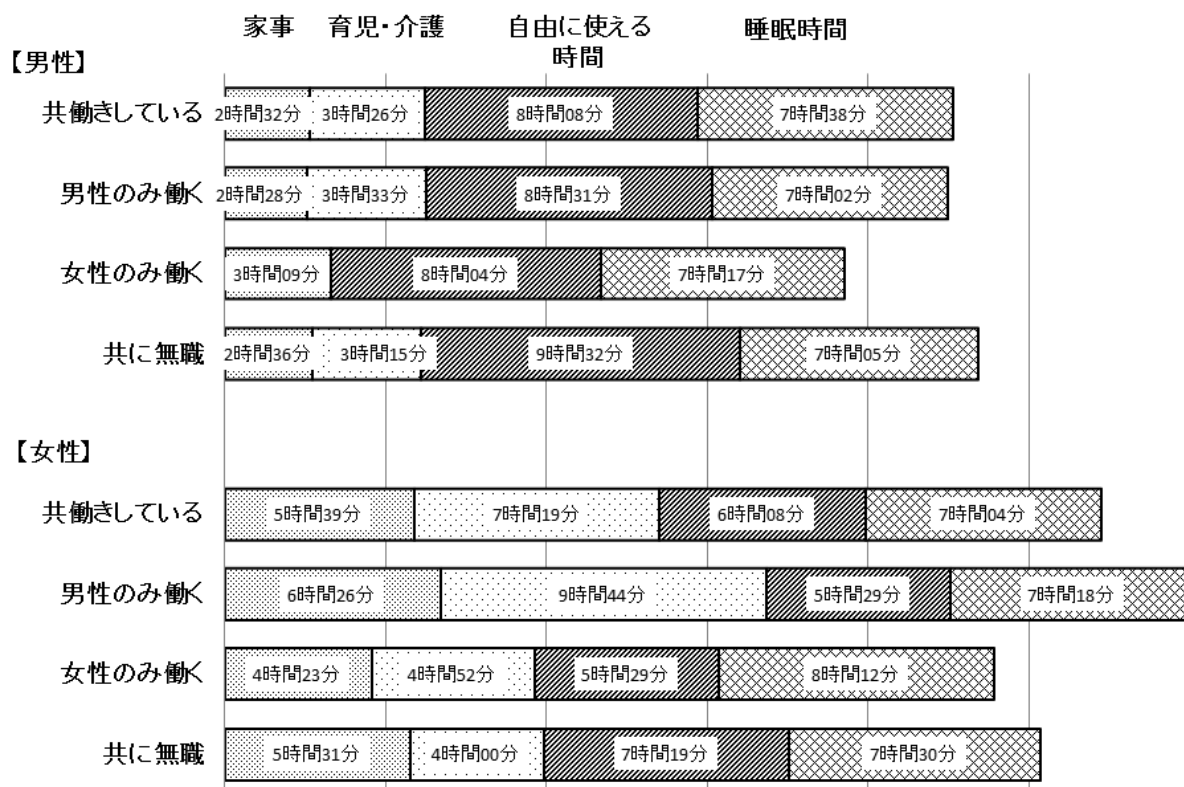 家事 育児・介護 自由に使える 睡眠時間
時間
【男性】
共働きしている 2時間32分 3時間26分 8時間08分 7時間38分
男性のみ働く 2時間28分 3時間33分 8時間31分 7時間02分
女性のみ働く 3時間09分 8時間04分 7時間17分
共に無職 2時間36分 3時間15分 9時間32分 7時間05分
【女性】
共働きしている 5時間39分 7時間19分 6時間08分 7時間04分
男性のみ働く 6時間26分 9時間44分 5時間29分 7時間18分
女性のみ働く 4時間23分 4時間52分 5時間29分 8時間12分
共に無職 5時間31分 4時間00分 7時間19分 7時間30分